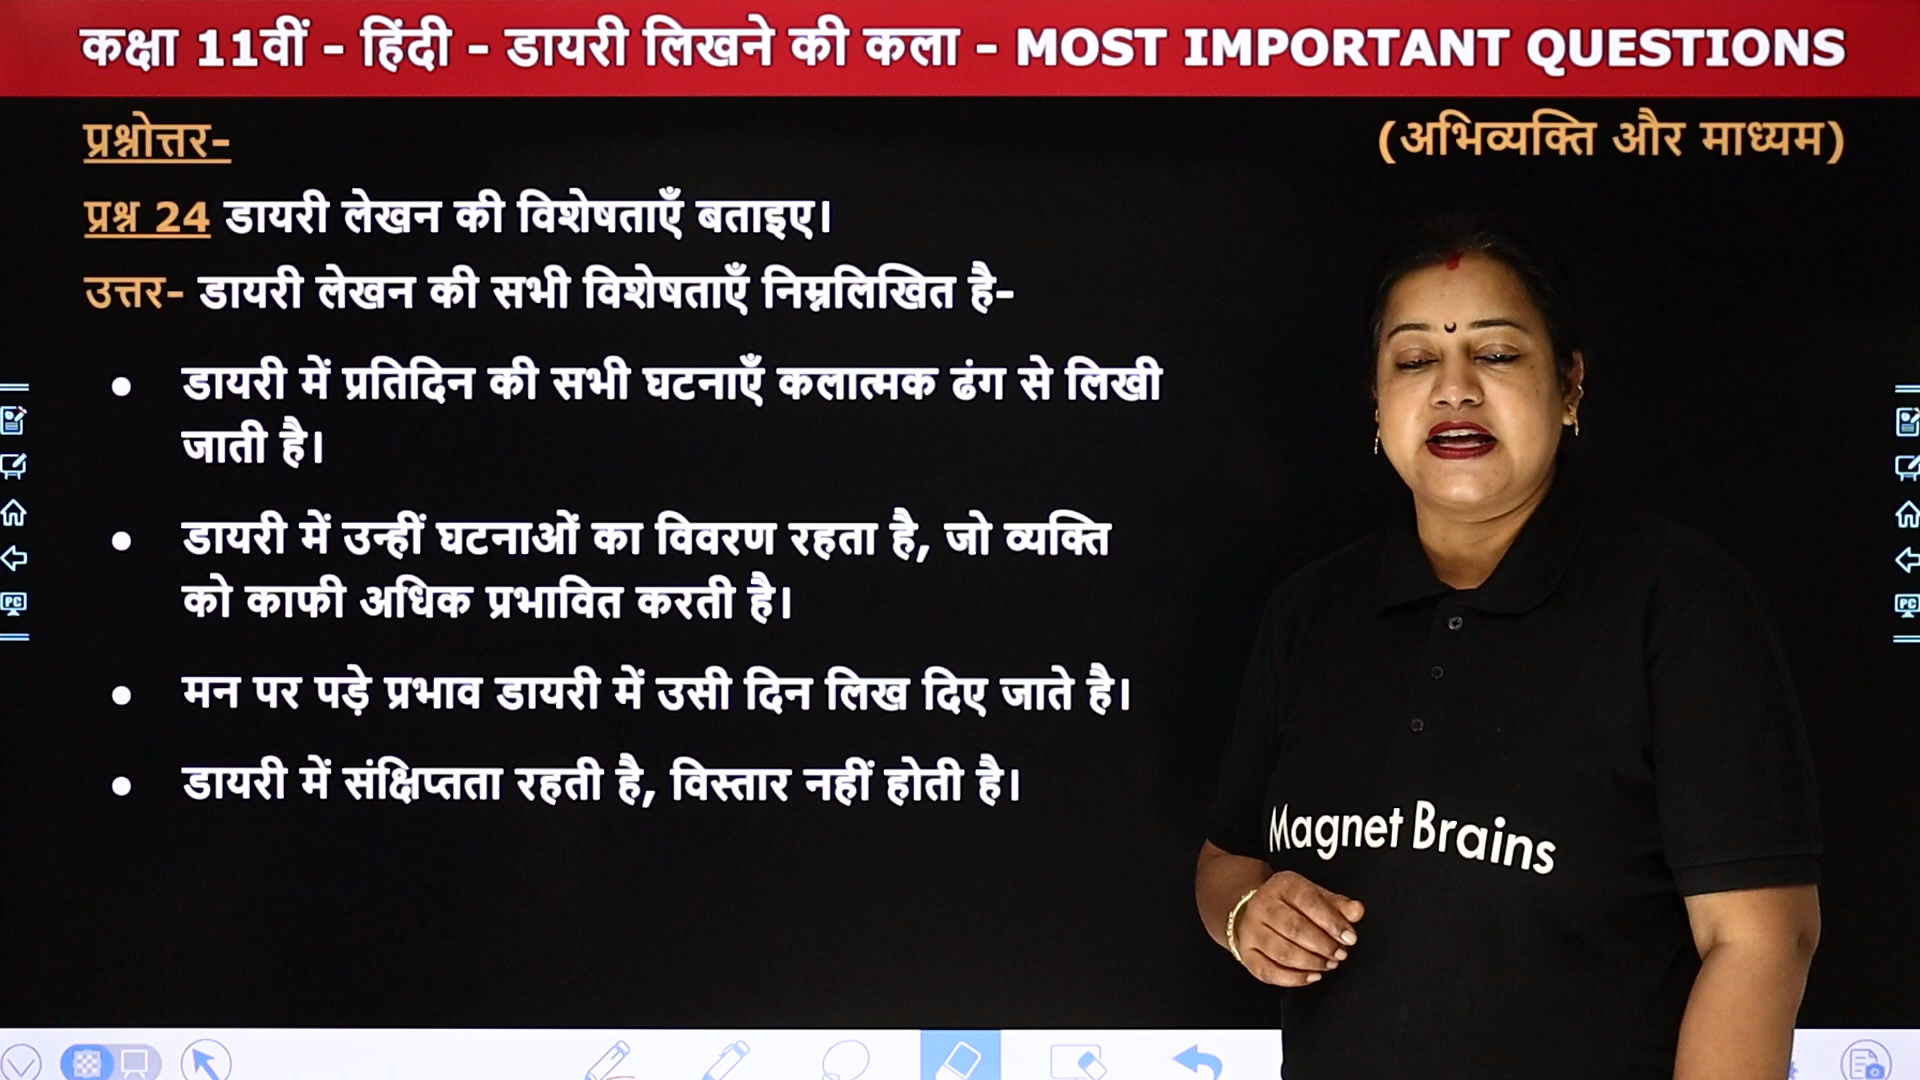 कक्षा 11वीं - हिंदी - डायरी लिखने की कला - MOST IMPORTANT QUESTIONS
प्रश्नोत्तर-
(अभिव्यक्ति और माध्यम)
प्रश्न 24 डायरी लेखन की विशेषताएँ बताइए।
उत्तर- डायरी लेखन की सभी विशेषताएँ निम्नलिखित है-
• डायरी में प्रतिदिन की सभी घटनाएँ कलात्मक ढंग से लिखी
जाती है।
• डायरी में उन्हीं घटनाओं का विवरण रहता है, जो व्यक्ति
को काफी अधिक प्रभावित करती है।
• मन पर पड़े प्रभाव डायरी में उसी दिन लिख दिए जाते है।
• डायरी में संक्षिप्तता रहती है, विस्तार नहीं होती है।
Magnet Brains
PC
PC